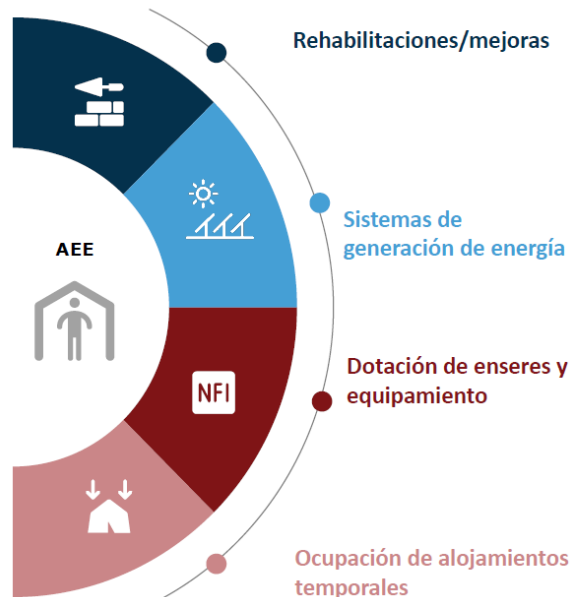 Rehabilitaciones/mejoras
Sistemas de
generación de energía
AEE
Dotación de enseres y
equipamiento
NFI
Ocupación de alojamientos
temporales